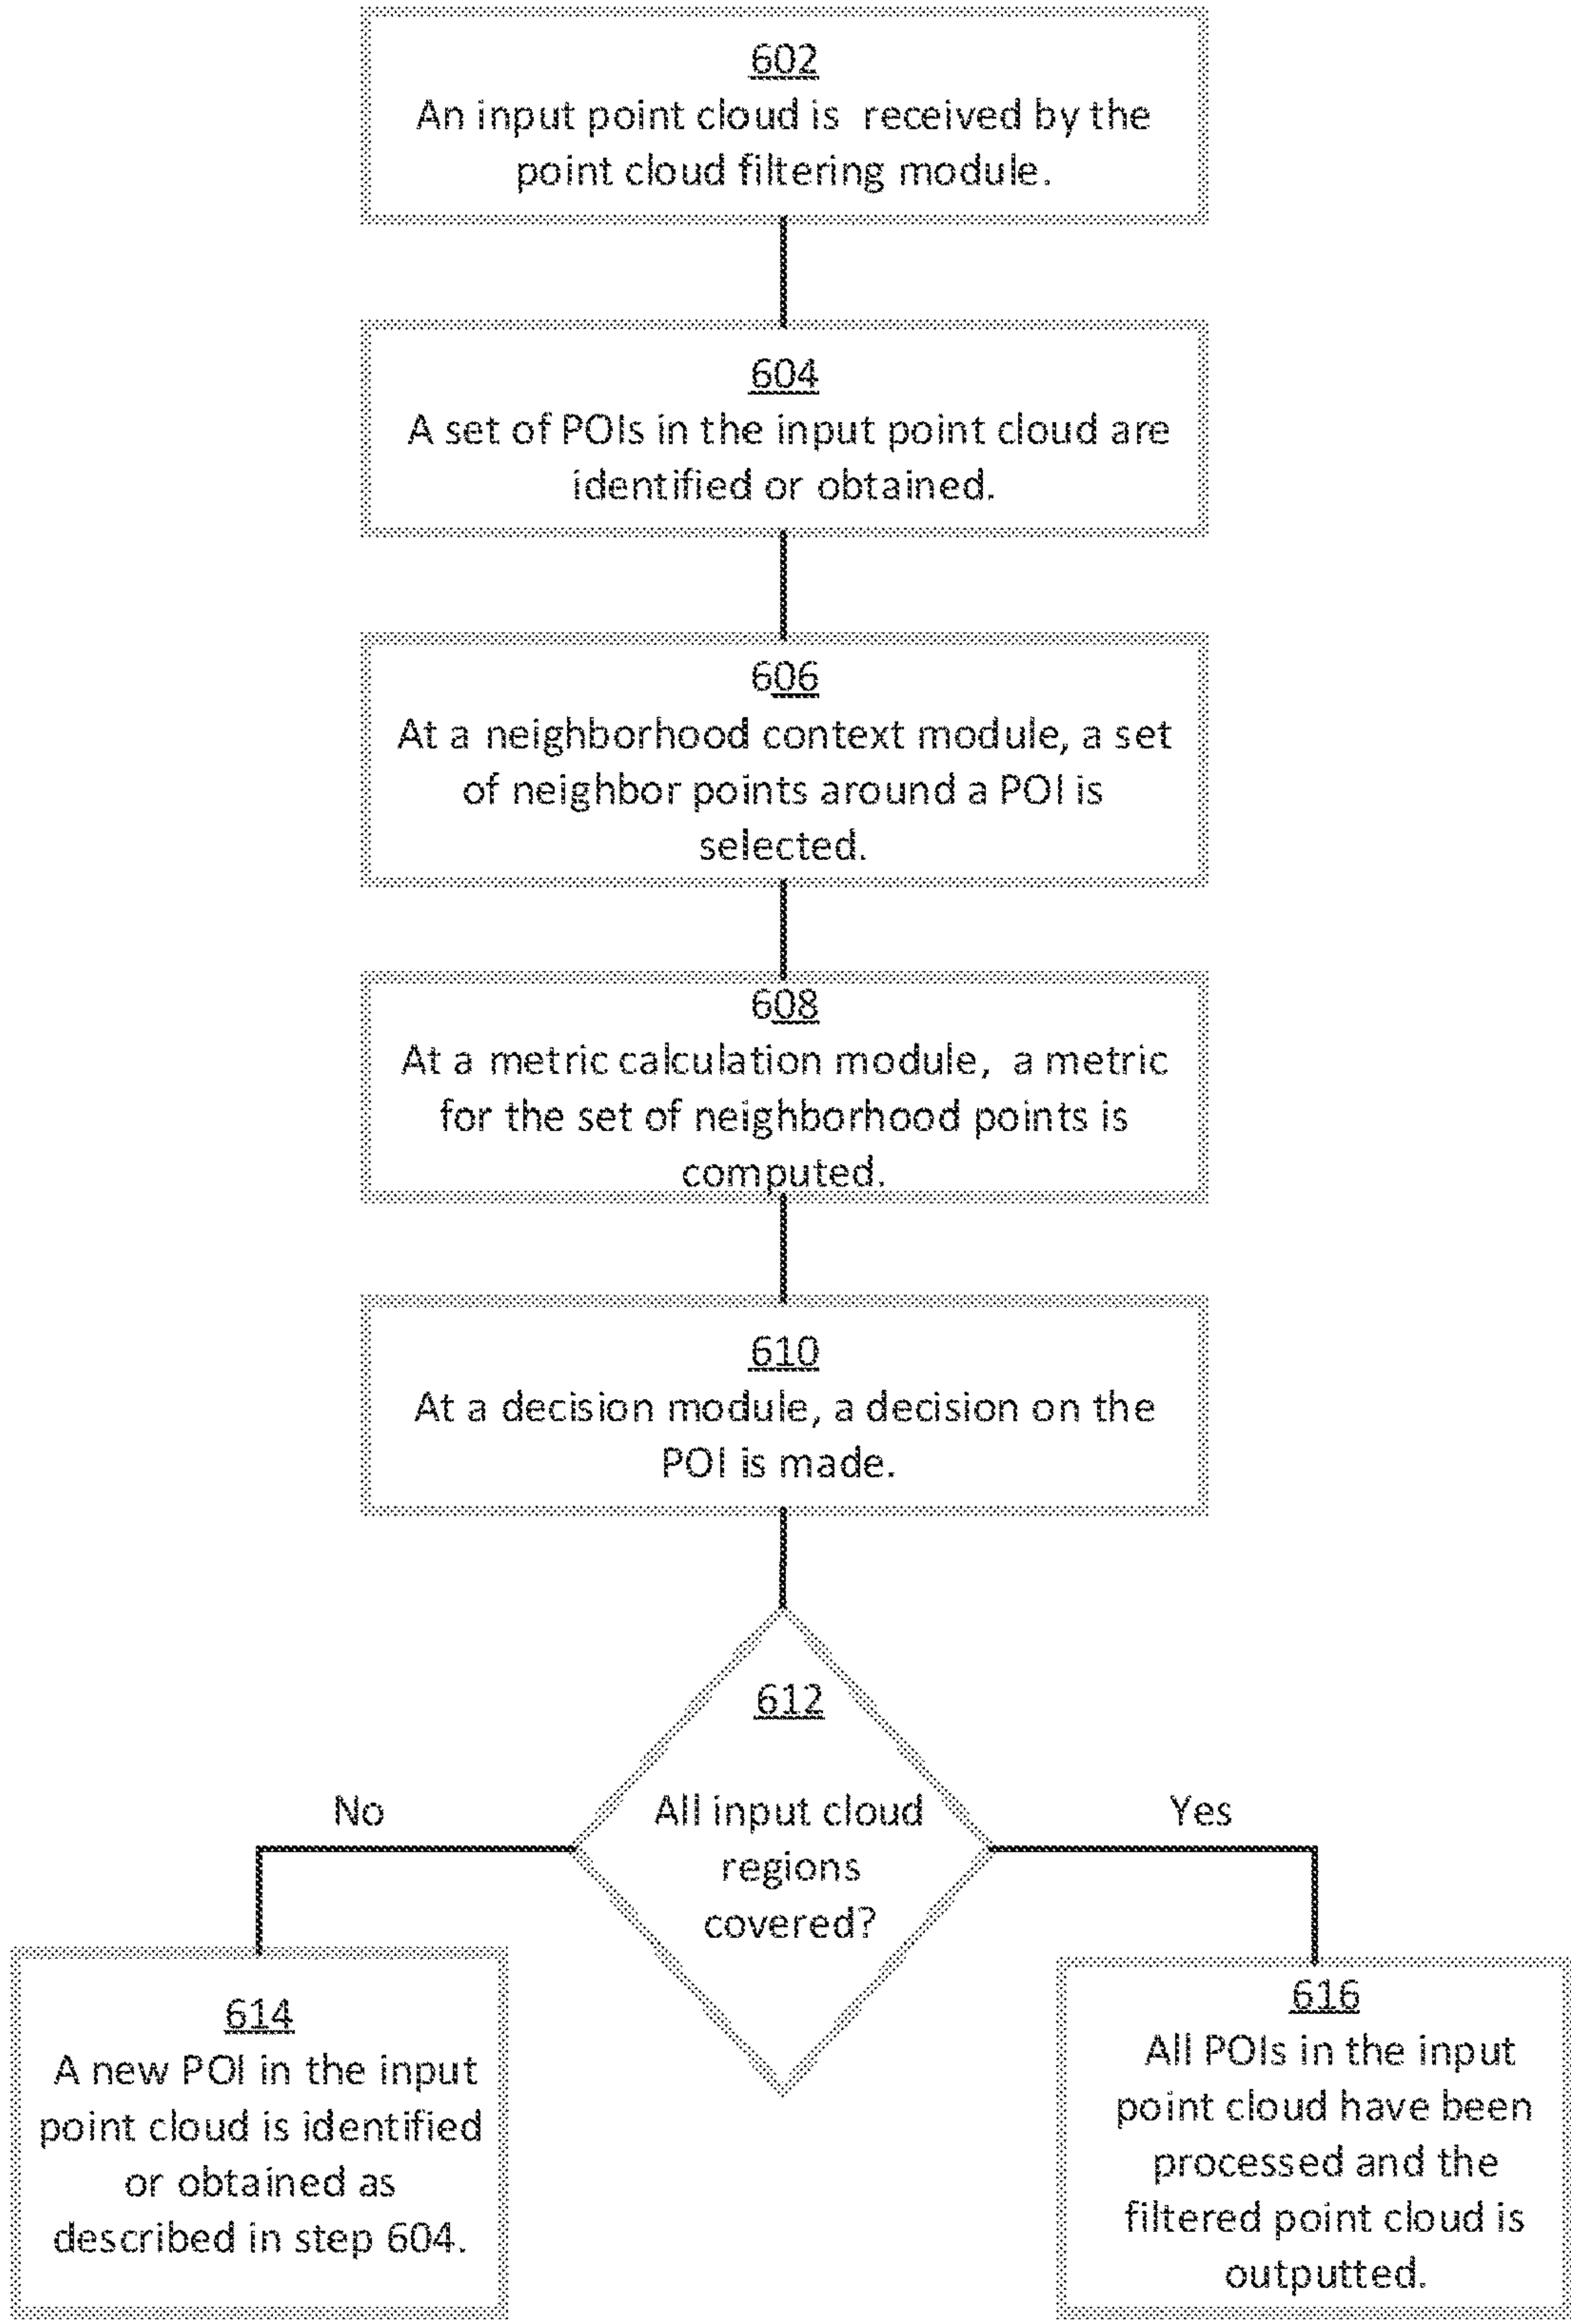 602
An input point cloud is received by the
point cloud filtering module.
604
A set of POIs in the input point cloud are
identified or obtained.
606
At a neighborhood context module, a set
of neighbor points around a POI is
selected.
608
At a metric calculation module, a metric
for the set of neighborhood points is
computed.
610
At a decision module, a decision on the
POI is made.
612
All input cloud
regions
covered?
No
Yes
614
A new POI in the input
point cloud is identified
or obtained as
described in step 604.
616
All POIs in the input
point cloud have been
processed and the
filtered point cloud is
outputted.